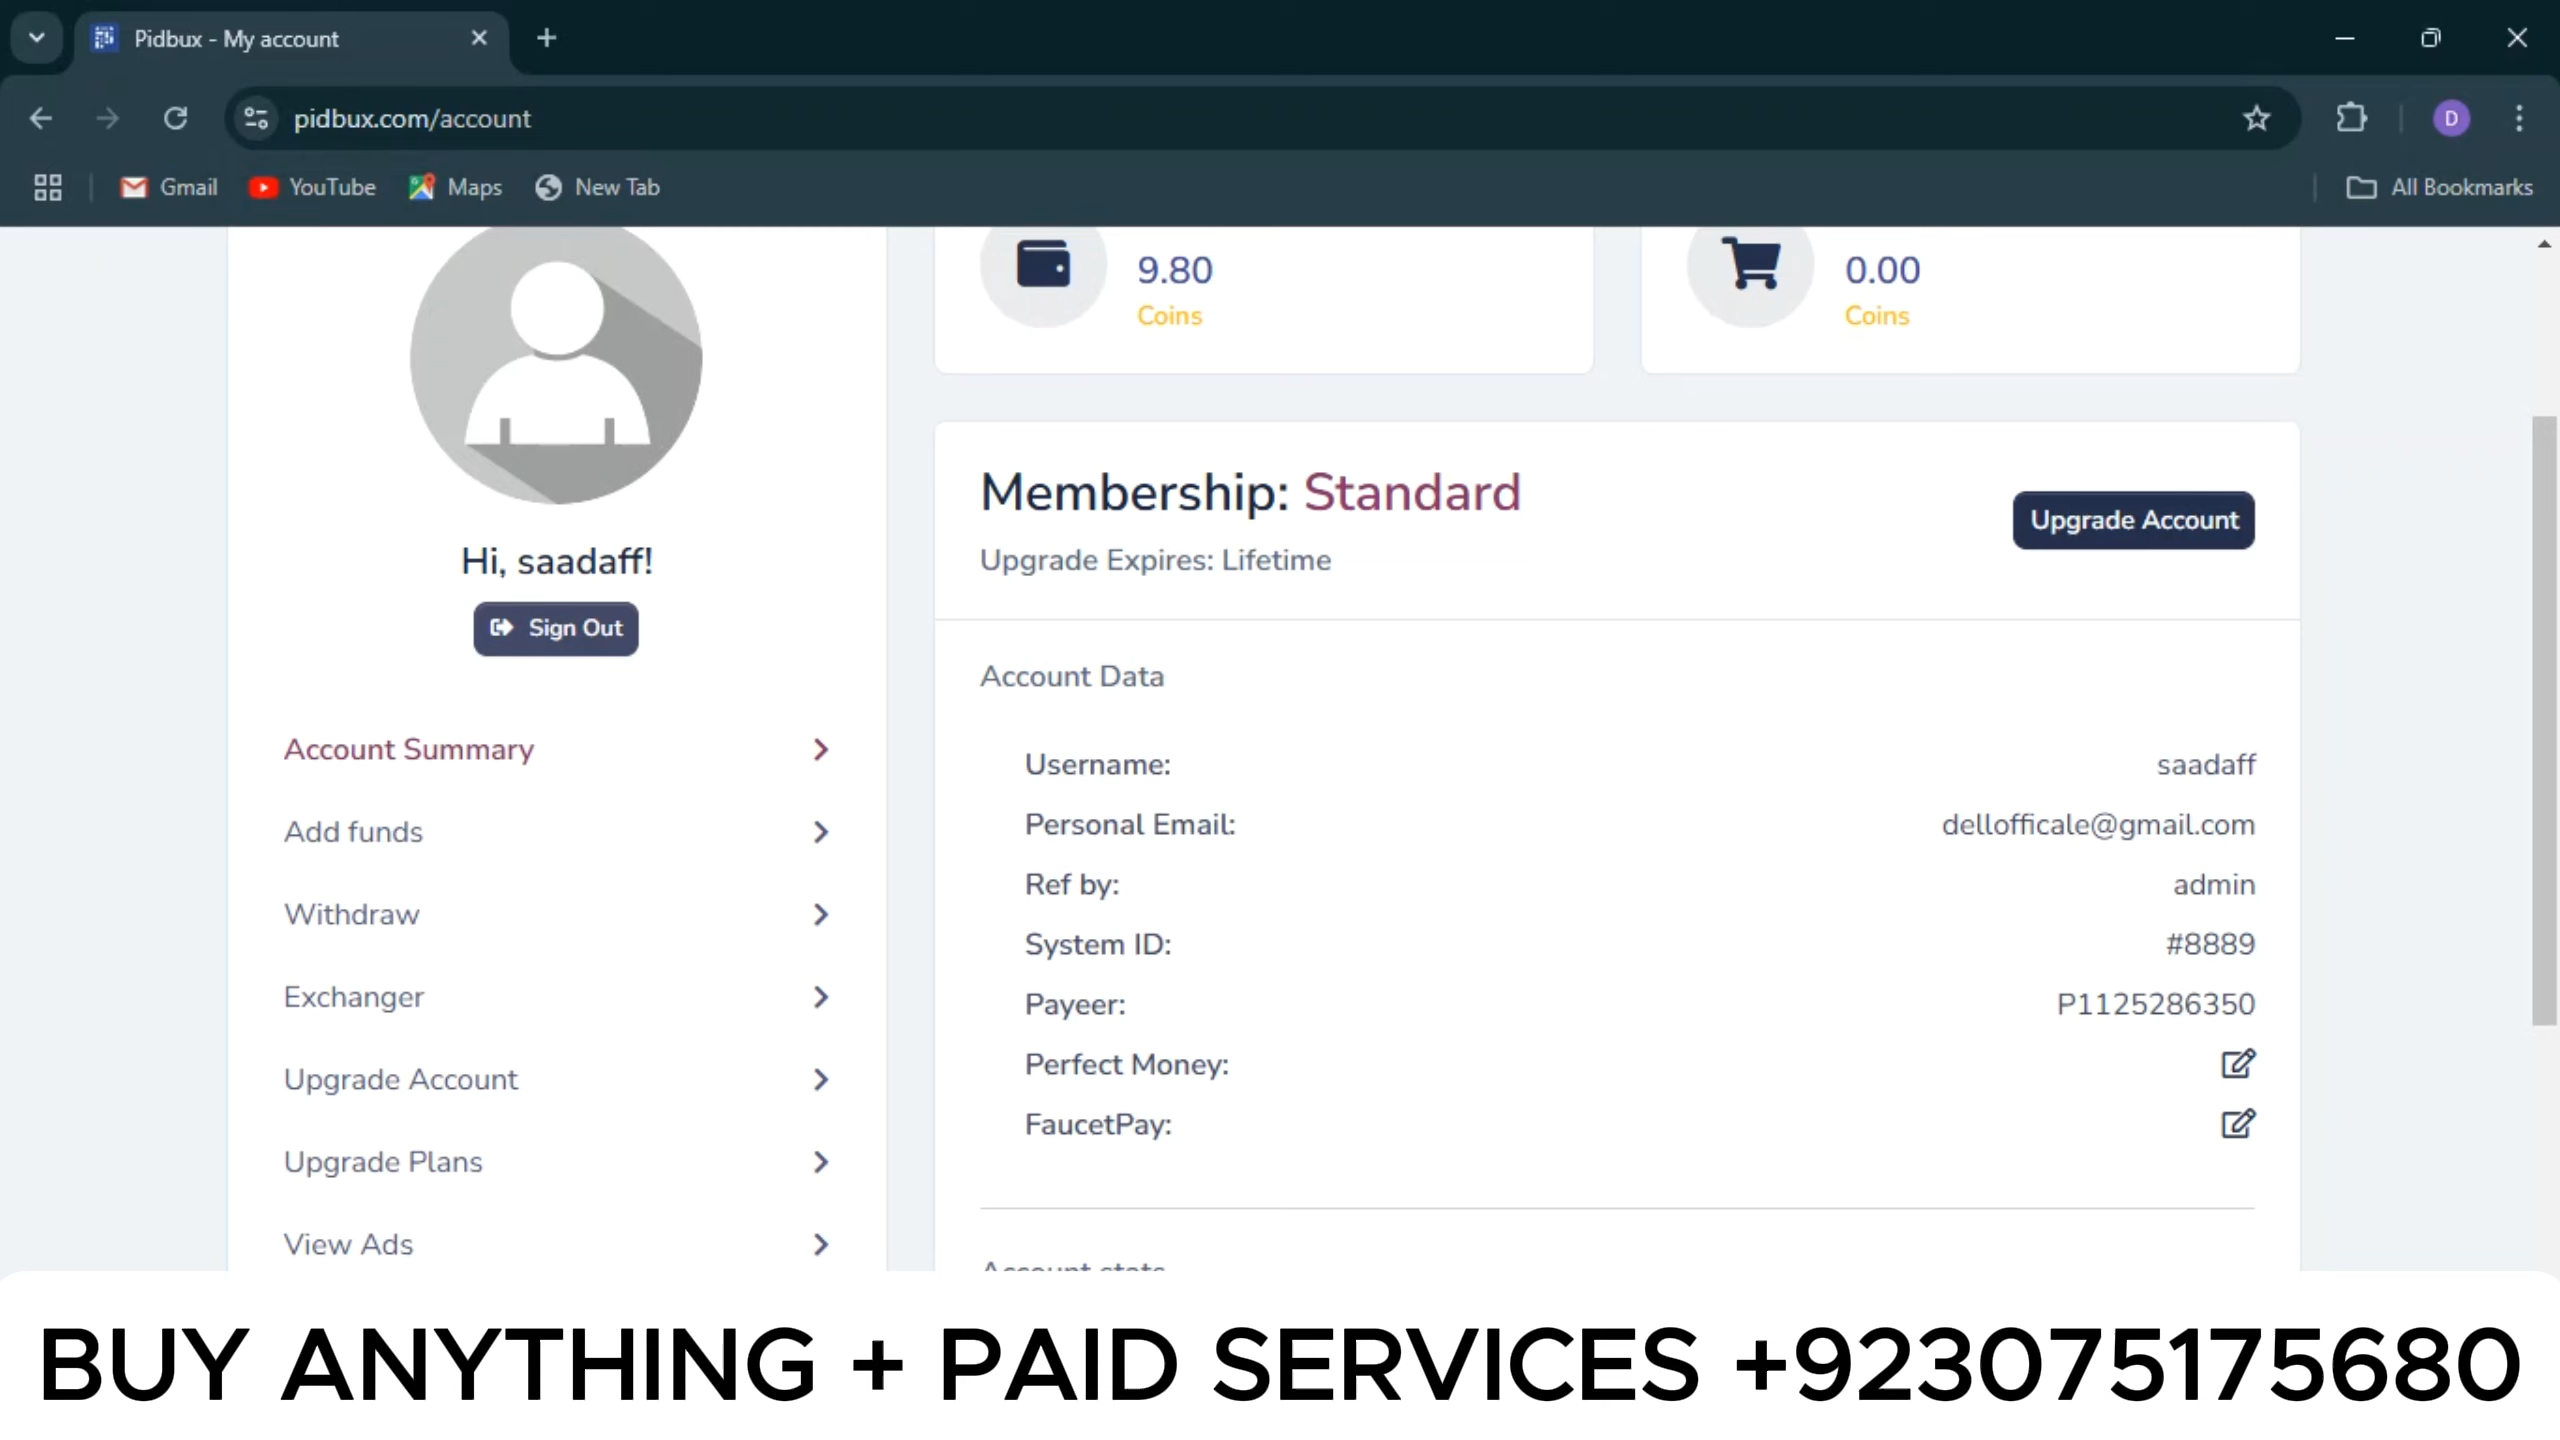 Pidbux - My account
pidbux.com/account
D
Gmail
YouTube
Maps
New Tab
All Bookmarks
9.80
Coins
0.00
Coins
Hi, saadaff!
Sign Out
Account Summary
Add funds
Withdraw
Exchanger
Upgrade Account
Upgrade Plans
View Ads
Membership: Standard
Upgrade Expires: Lifetime
Upgrade Account
Account Data
Username: saadaff
Personal Email: dellofficale@gmail.com
Ref by: admin
System ID: #8889
Payeer: P1125286350
Perfect Money:
FaucetPay:
Account stats
BUY ANYTHING + PAID SERVICES +923075175680